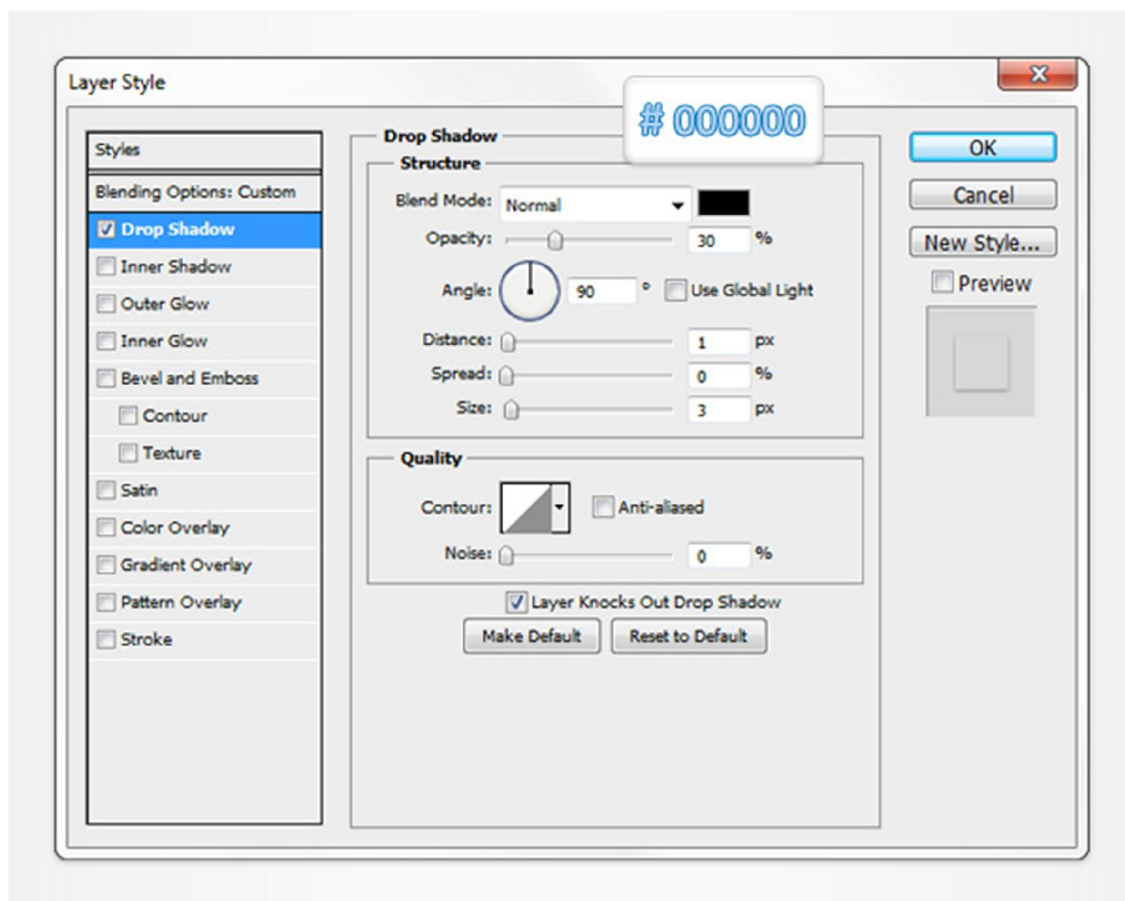 Layer Style
# 000000
Styles
Blending Options: Custom
Drop Shadow
Inner Shadow
Outer Glow
Inner Glow
Bevel and Emboss
Contour
Texture
Satin
Color Overlay
Gradient Overlay
Pattern Overlay
Stroke
Drop Shadow
Structure
Blend Mode: Normal
Opacity: 30 %
Angle: 90 ° Use Global Light
Distance: 1 px
Spread: 0 %
Size: 3 px
Quality
Contour: Anti-aliased
Noise: 0 %
Layer Knocks Out Drop Shadow
Make Default Reset to Default
OK
Cancel
New Style...
Preview